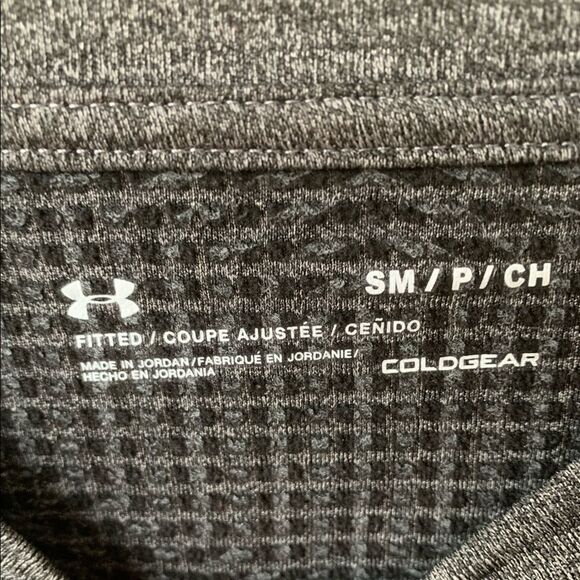 SM / P / CH
FITTED / COUPE AJUSTÉE / CEÑIDO
MADE IN JORDAN / FABRIQUÉ EN JORDANIE /
HECHO EN JORDANIA
COLDGEAR